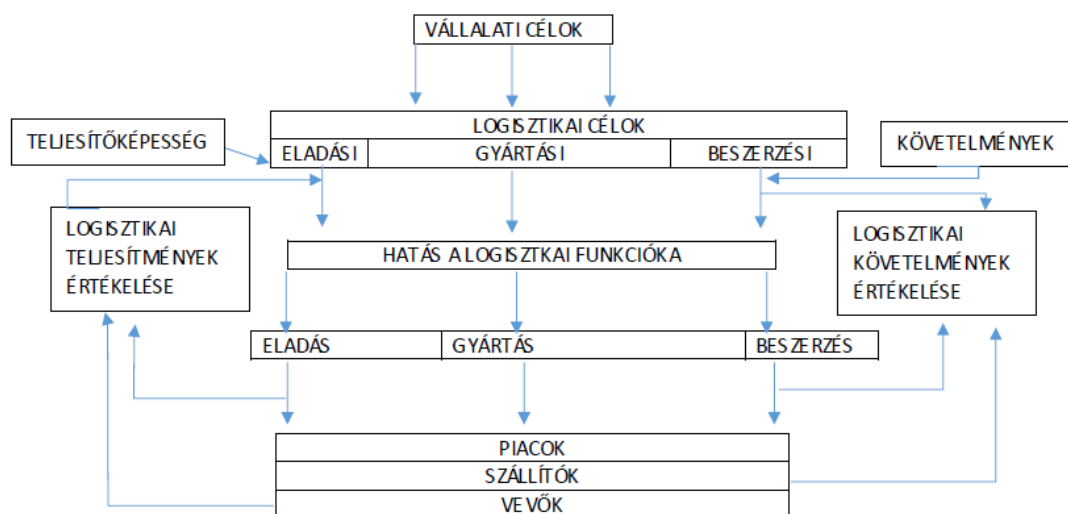 VÁLLALATI CÉLOK
LOGISZTIKAI CÉLOK
TELJESÍTŐKÉPESSÉG
KÖVETELMÉNYEK
ELADÁSI GYÁRTÁSI BESZERZÉSI
LOGISZTIKAI
TELJESÍTMÉNYEK
ÉRTÉKELÉSE
LOGISZTIKAI
KÖVETELMÉNYEK
ÉRTÉKELÉSE
HATÁS A LOGISZTKAI FUNKCIÓKA
ELADÁS GYÁRTÁS BESZERZÉS
PIACOK
SZÁLLÍTÓK
VEVŐK